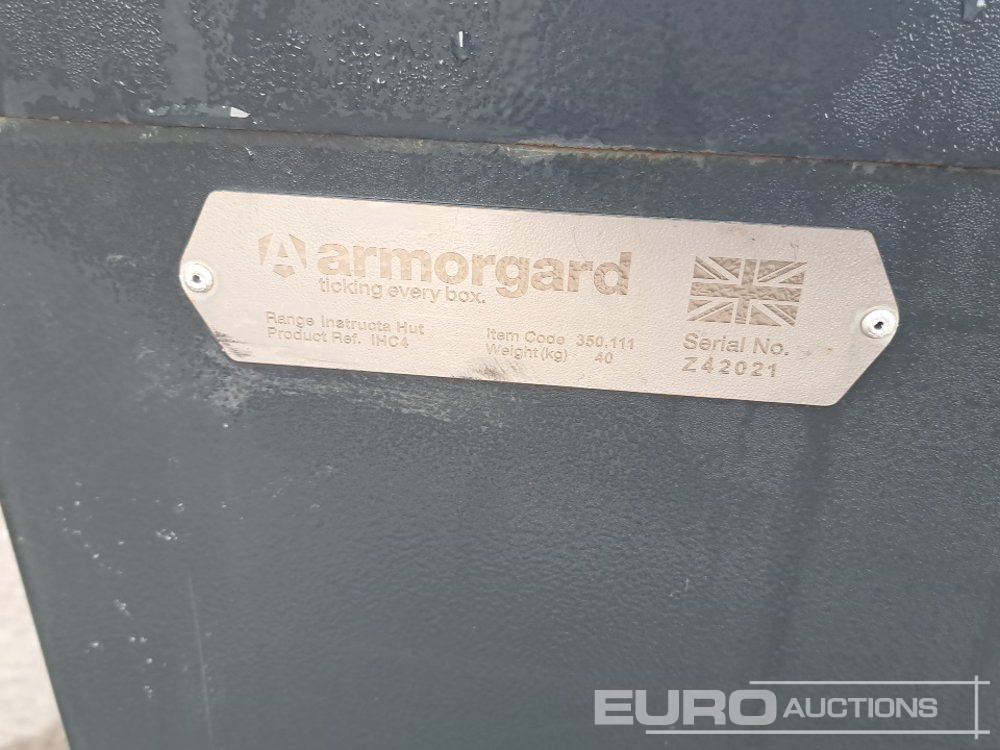 A armorgard
ticking every box.
Range Instructa Hut
Product Ref. IHC4
Item Code 350.111
Weight(kg) 40
Serial No.
Z42021
EURO AUCTIONS